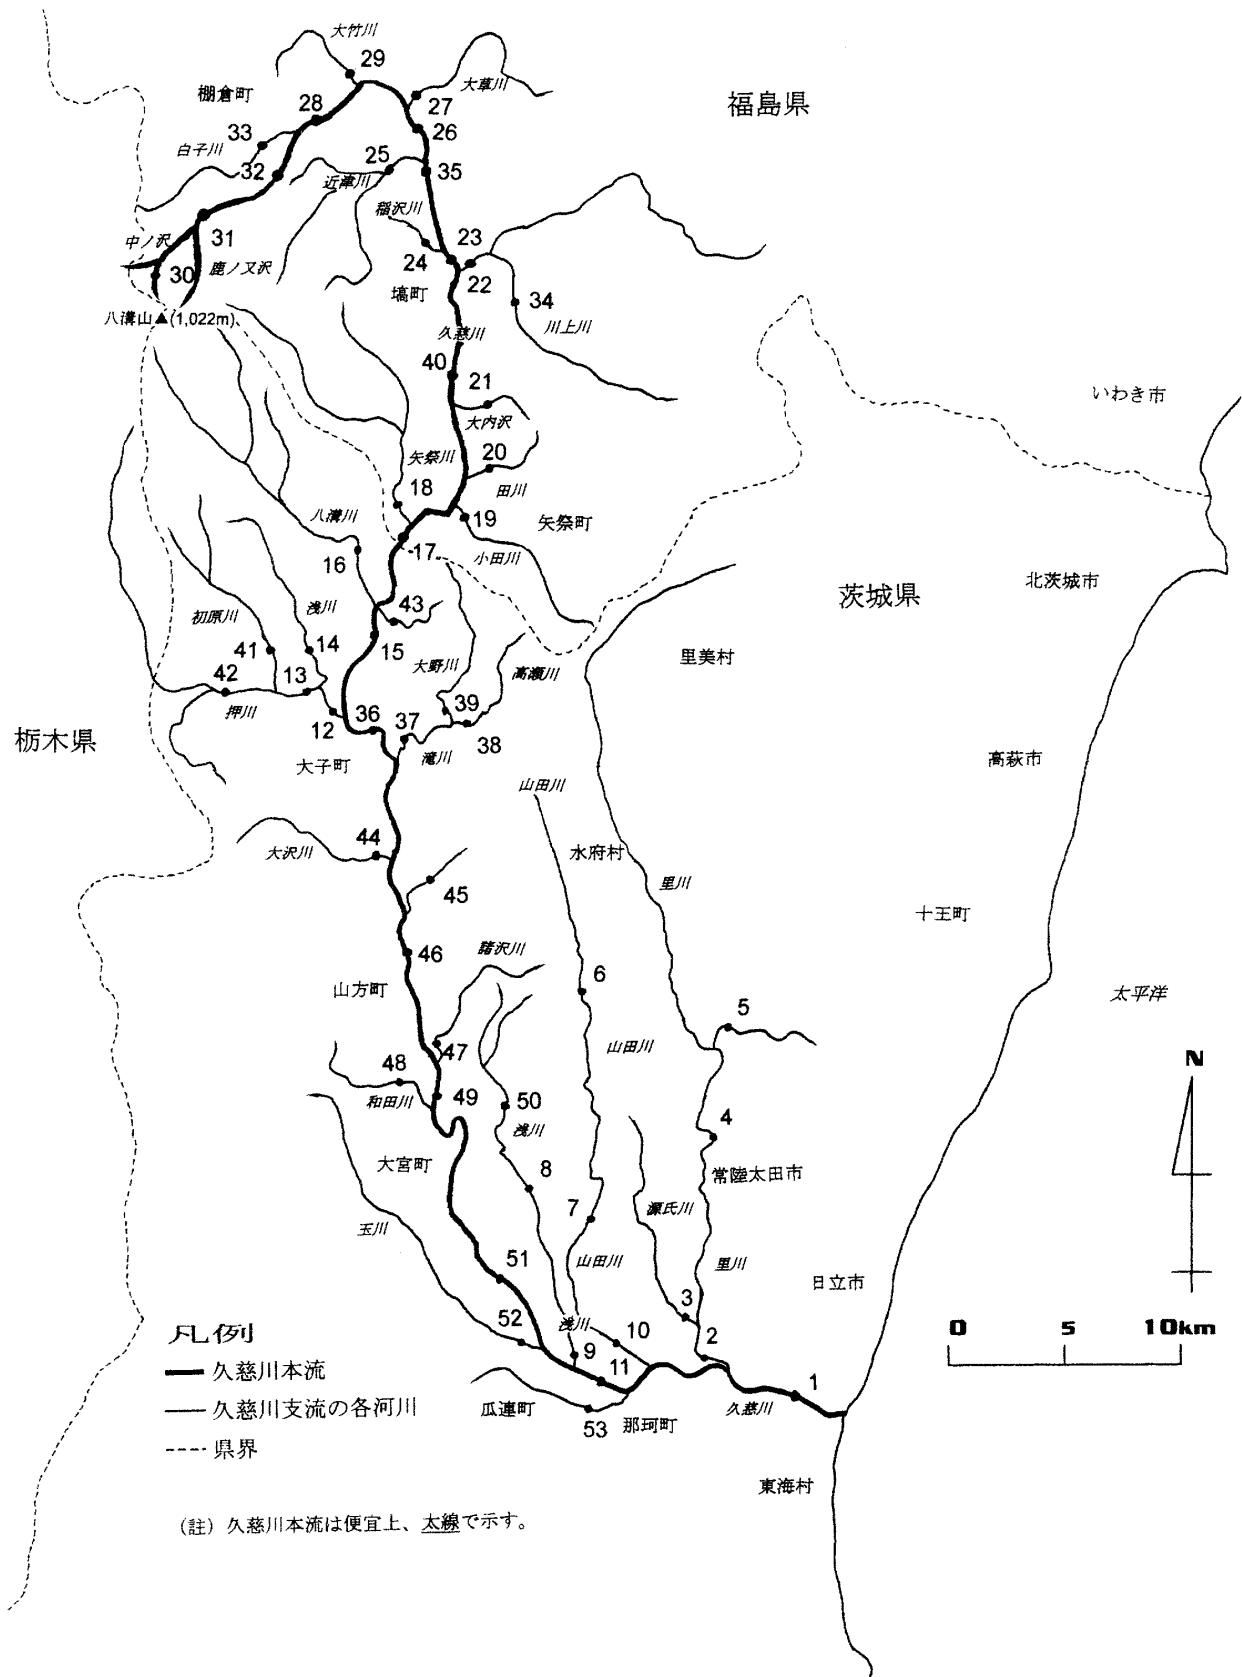 大竹川
29
大草川
棚倉町
27
福島県
28
26
33
白子川
25
35
32
近津川
稲沢川
31
23
中ノ沢
24
22
30
鹿ノ又沢
塙町
34
八溝山▲(1,022m)
川上川
久慈川
40
21
いわき市
大内沢
矢祭川
20
18
田川
八溝川
19
矢祭町
17
小田川
16
茨城県
北茨城市
初原川
浅川
43
41
14
15
大野川
里美村
42
13
高瀬川
押川
12
36
37
39
38
栃木県
大子町
滝川
高萩市
山田川
44
大沢川
水府村
45
里川
十王町
46
諸沢川
6
山方町
太平洋
5
47
山田川
N
48
49
和田川
50
浅川
4
大宮町
8
常陸太田市
源氏川
7
玉川
山田川
51
里川
日立市
3
凡例
52
浅川
10
2
0 5 10km
久慈川本流
9
11
1
久慈川支流の各河川
瓜連町
53
那珂町
久慈川
県界
東海村
(註) 久慈川本流は便宜上、太線で示す。